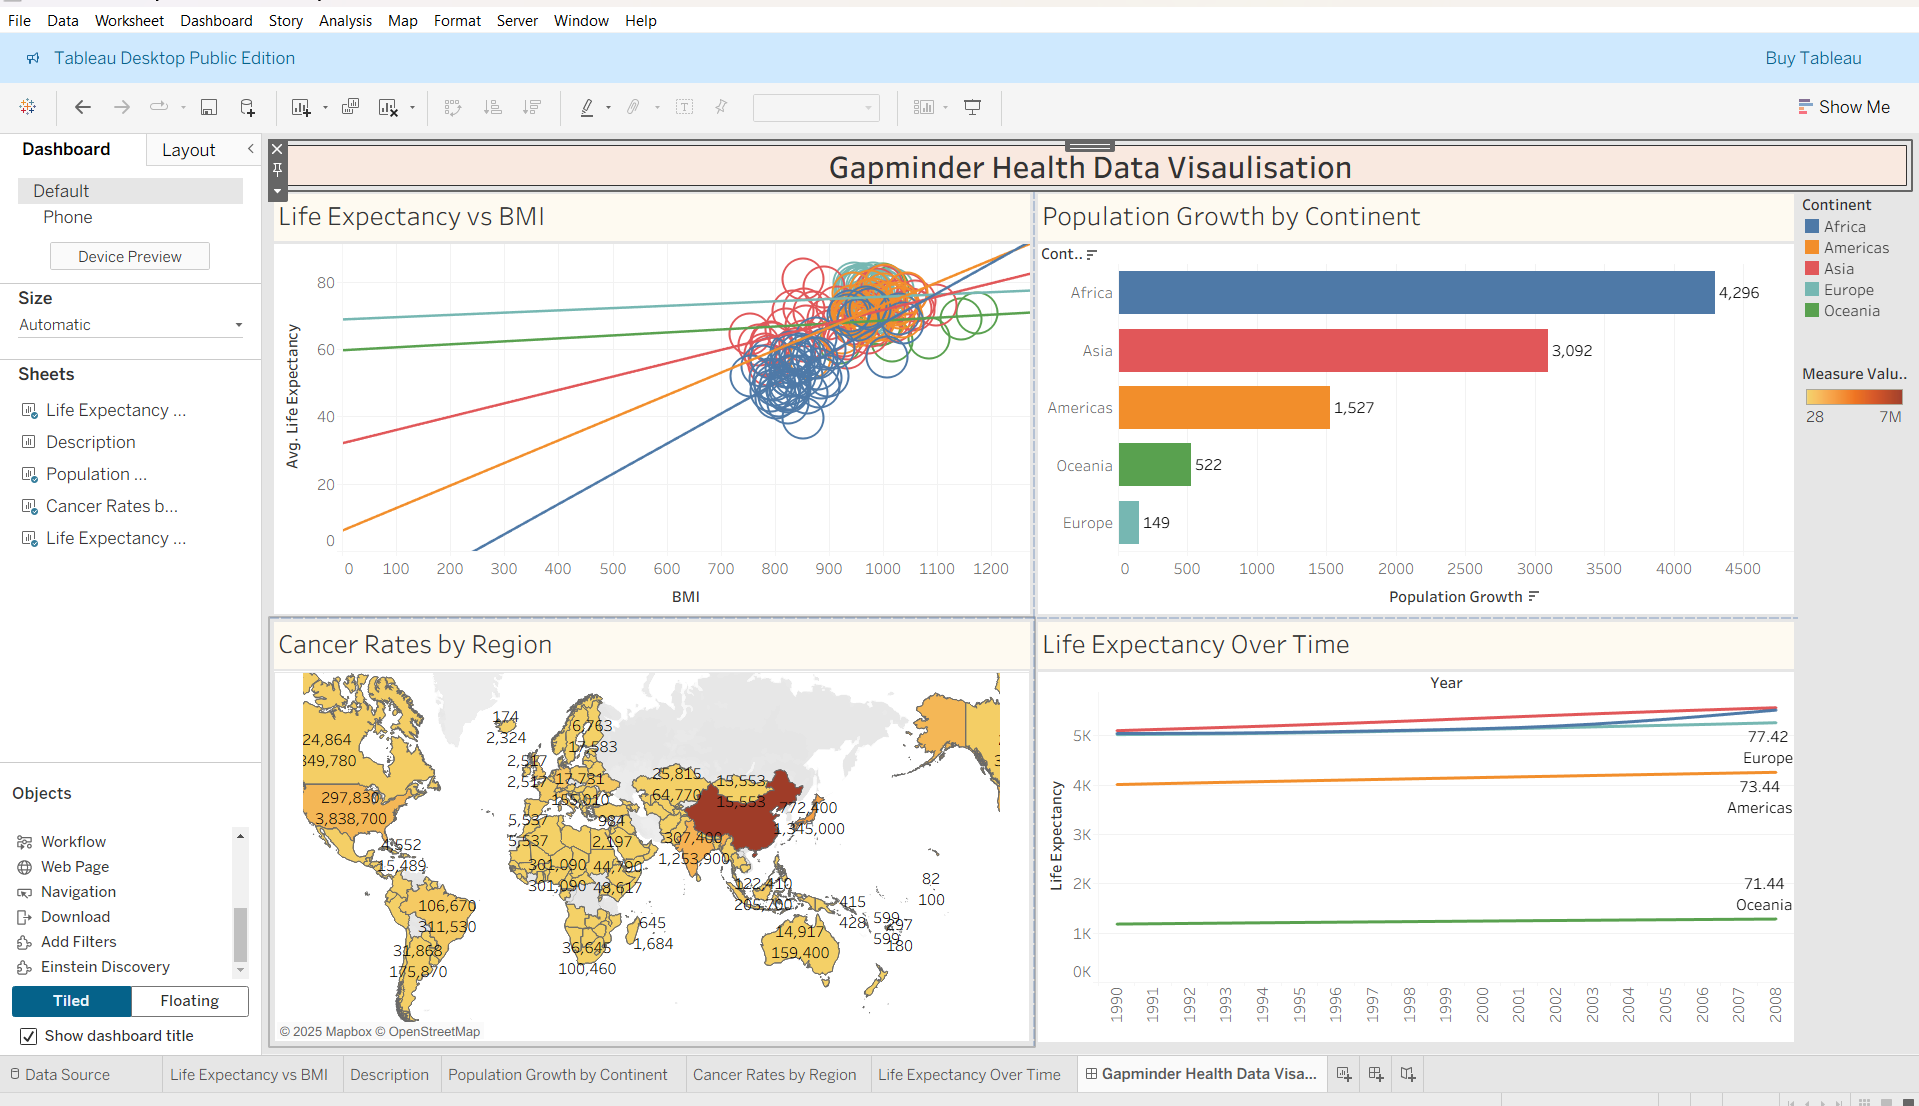 File Data Worksheet Dashboard Story Analysis Map Format Server Window Help
Tableau Desktop Public Edition
Buy Tableau
Show Me
Dashboard
Layout
Default
Phone
Device Preview
Size
Automatic
Sheets
Life Expectancy ...
Description
Population ...
Cancer Rates b...
Life Expectancy ...
Objects
Workflow
Web Page
Navigation
Download
Add Filters
Einstein Discovery
Tiled
Floating
Show dashboard title
Gapminder Health Data Visaulisation
Life Expectancy vs BMI
Avg. Life Expectancy
80
60
40
20
0
0 100 200 300 400 500 600 700 800 900 1000 1100 1200
BMI
Population Growth by Continent
Cont..
Africa 4,296
Asia 3,092
Americas 1,527
Oceania 522
Europe 149
0 500 1000 1500 2000 2500 3000 3500 4000 4500
Population Growth
Continent
Africa
Americas
Asia
Europe
Oceania
Measure Valu..
28 7M
Cancer Rates by Region
24,864
349,780
297,830
3,838,700
4,552
15,489
106,670
311,530
31,868
175,870
174
2,324
6,763
17,583
2,517
2,517
17,731
155,010
5,537
5,537
984
2,197
301,090
301,090
44,790
48,617
36,645
100,460
645
1,684
25,815
64,770
15,553
15,553
772,400
1,345,000
307,400
1,253,900
122,410
205,700
415
428
599
599
297
180
82
100
14,917
159,400
© 2025 Mapbox © OpenStreetMap
Life Expectancy Over Time
Year
Life Expectancy
5K
4K
3K
2K
1K
0K
77.42
Europe
73.44
Americas
71.44
Oceania
1990 1991 1992 1993 1994 1995 1996 1997 1998 1999 2000 2001 2002 2003 2004 2005 2006 2007 2008
Data Source
Life Expectancy vs BMI
Description
Population Growth by Continent
Cancer Rates by Region
Life Expectancy Over Time
Gapminder Health Data Visa...